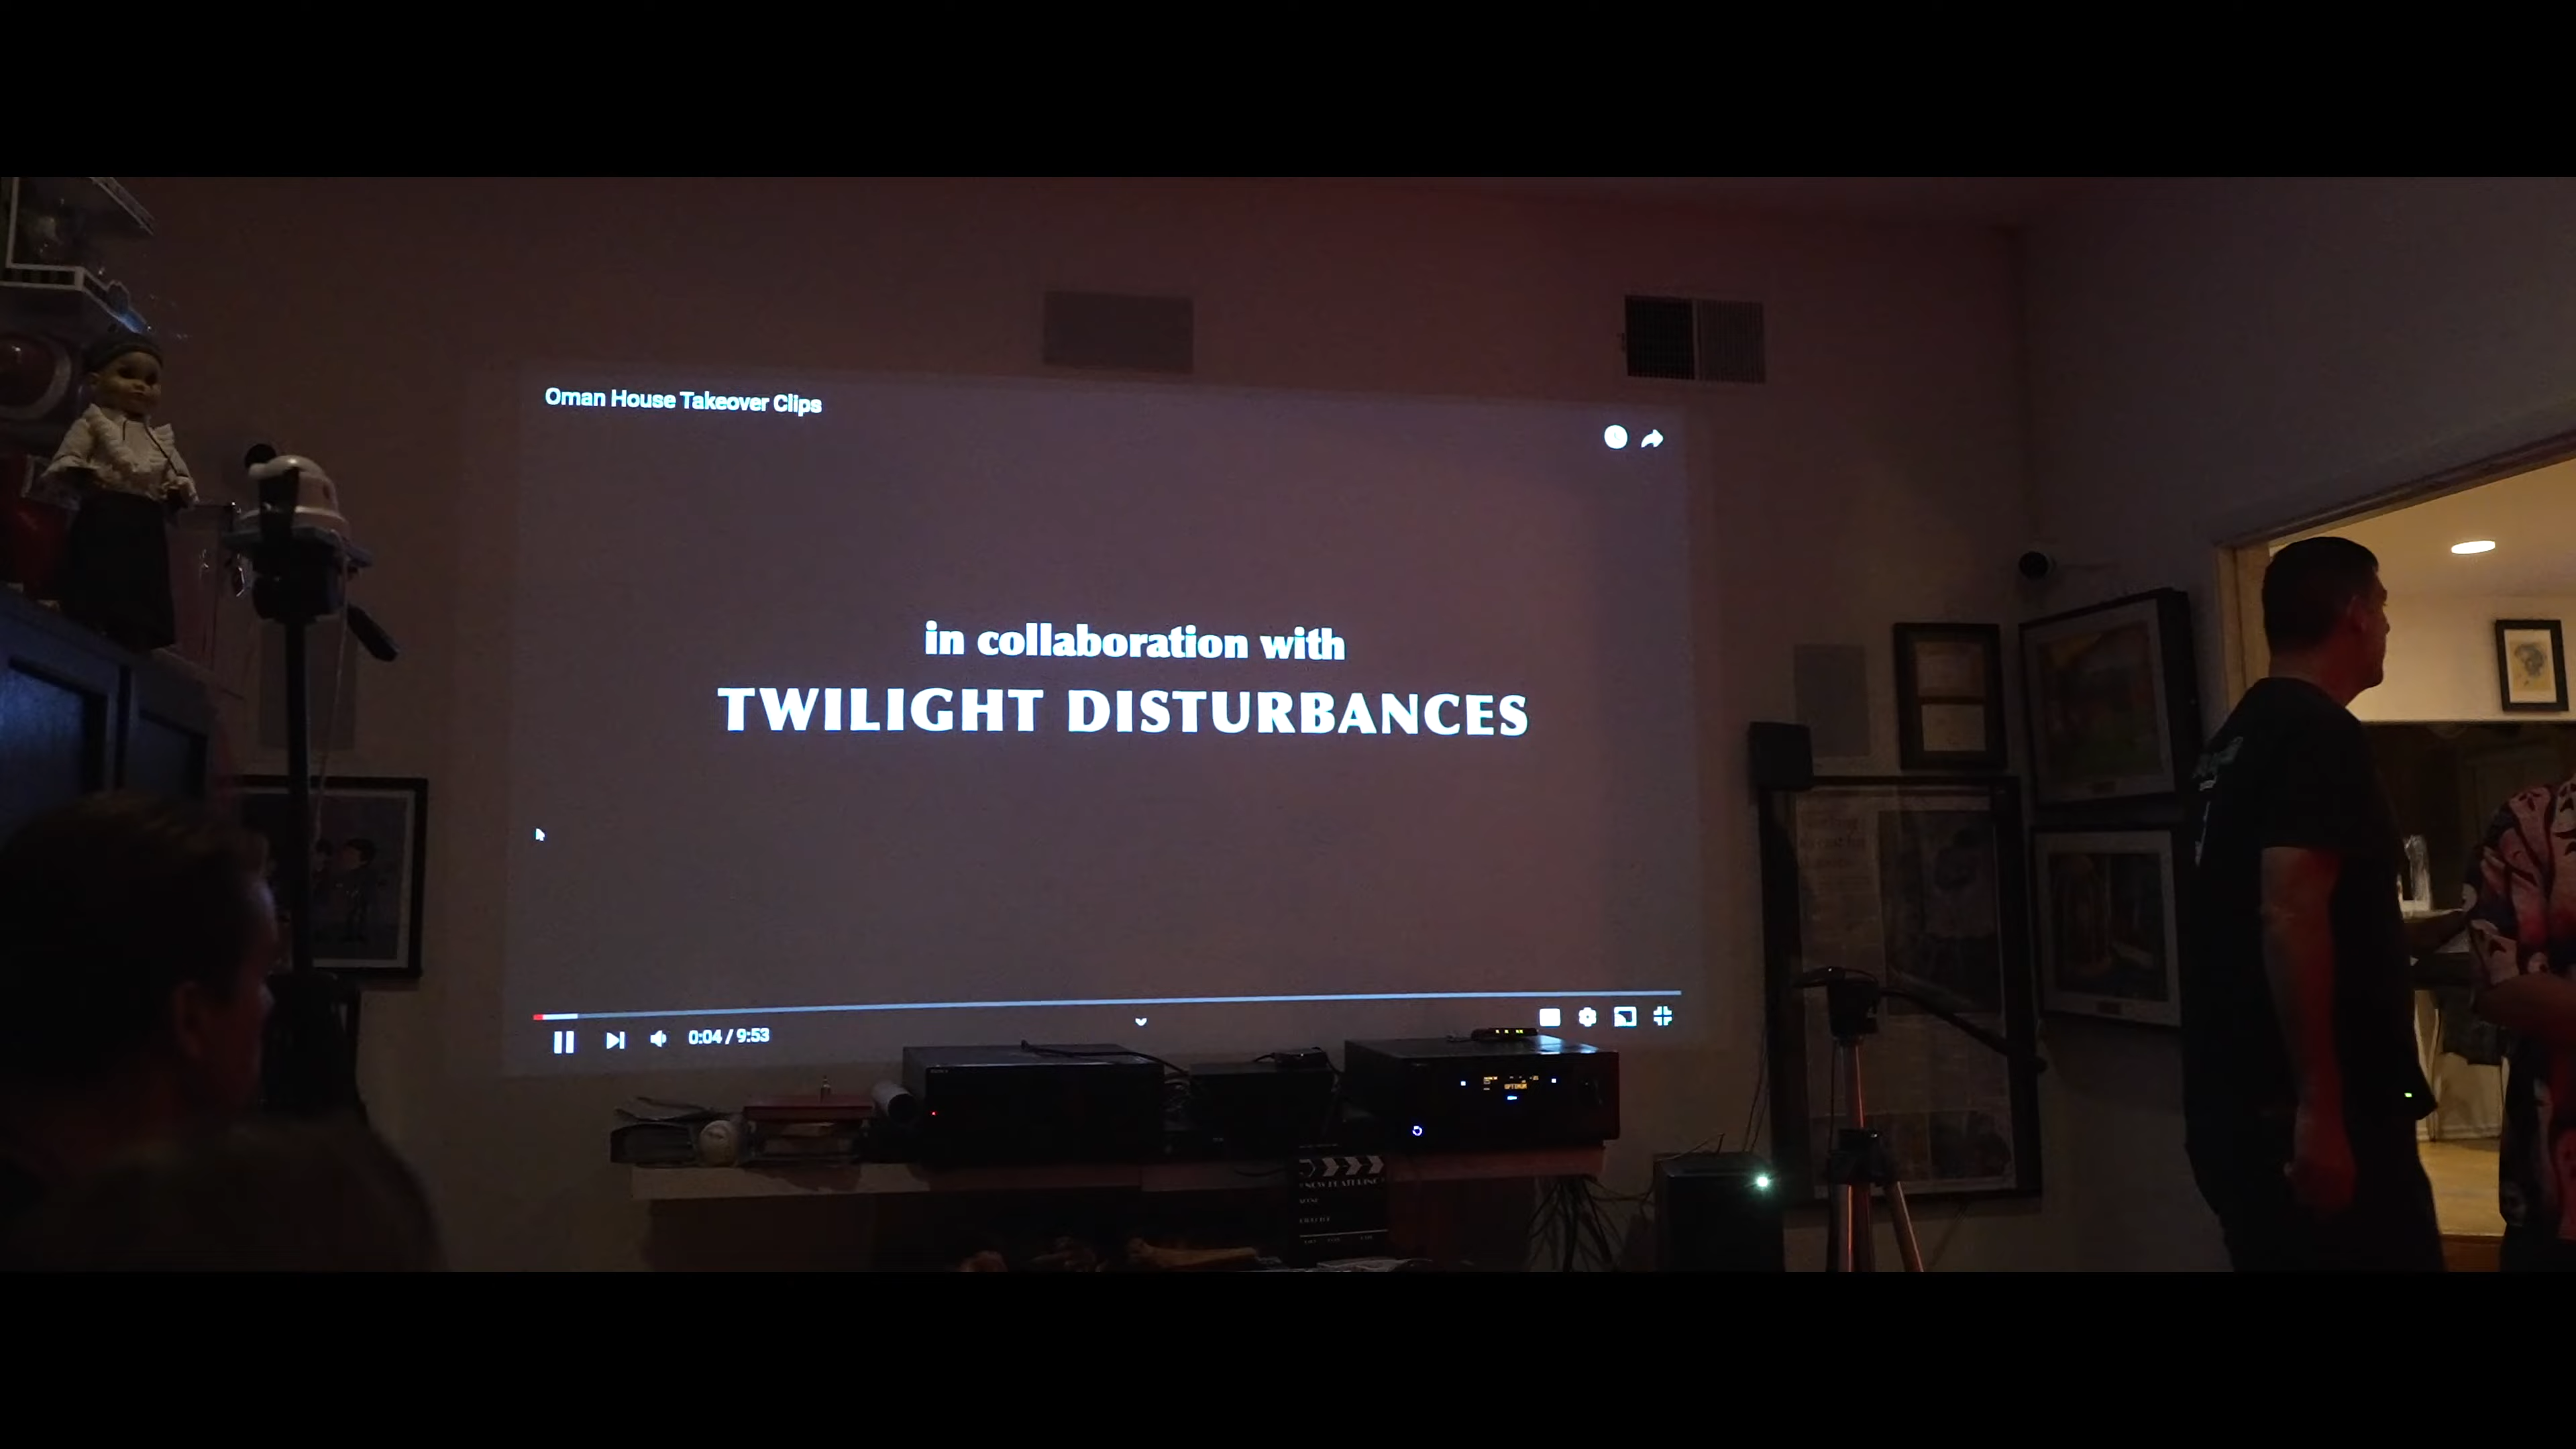 Oman House Takeover Clips
in collaboration with
TWILIGHT DISTURBANCES
0:04 / 9:53